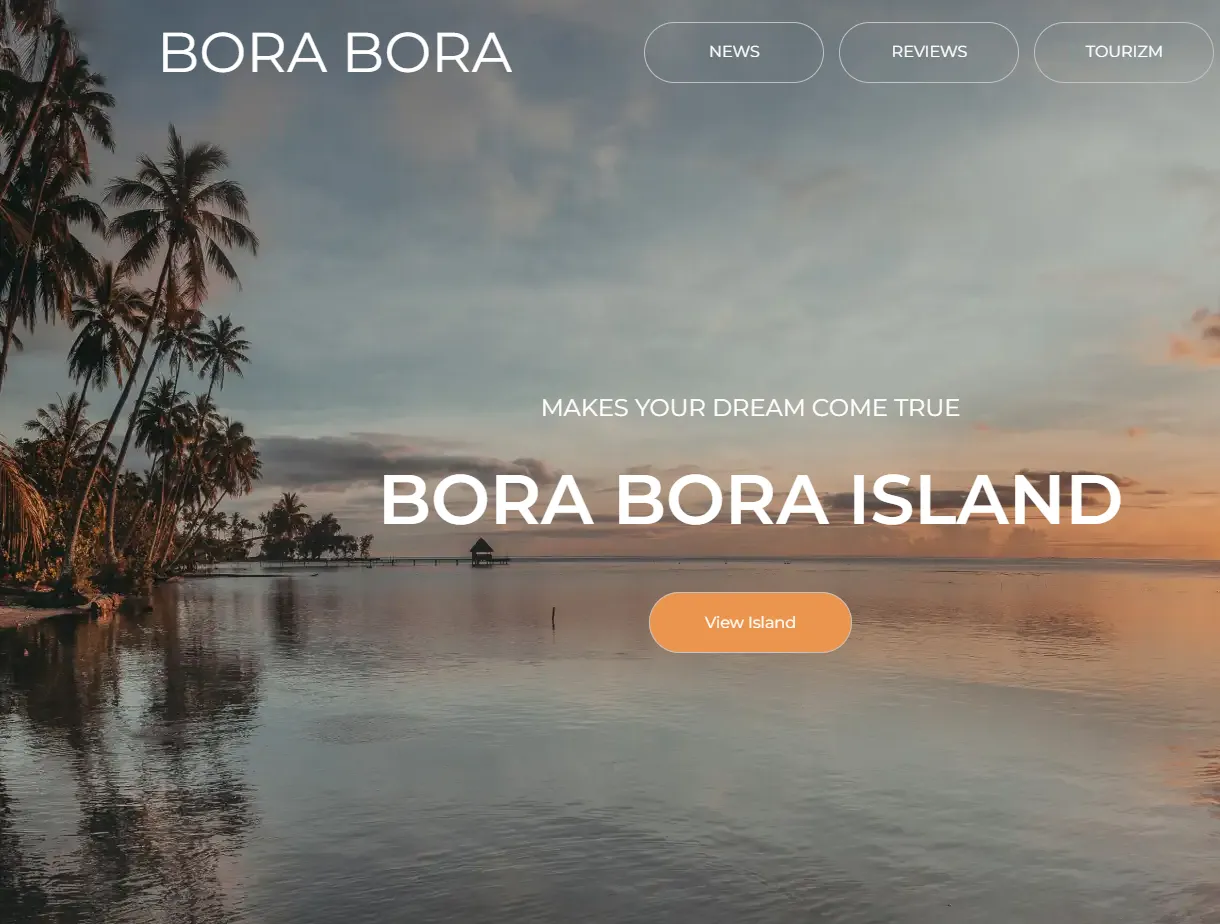 BORA BORA
NEWS
REVIEWS
TOURIZM
MAKES YOUR DREAM COME TRUE
BORA BORA ISLAND
View Island